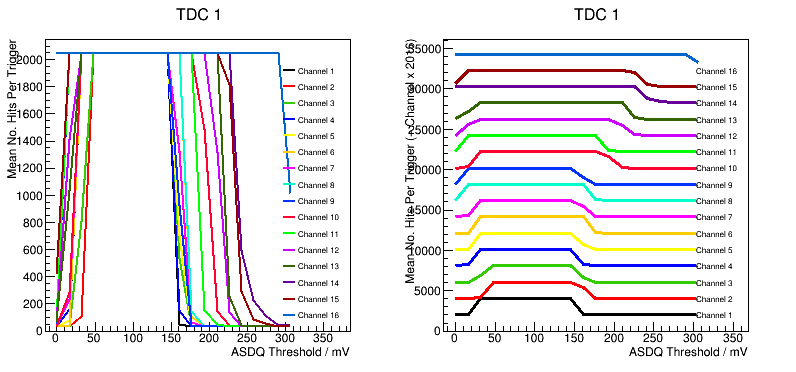 TDC 1
Mean No. Hits Per Trigger
2000
1800
1600
1400
1200
1000
800
600
400
200
0
0 50 100 150 200 250 300 350
ASDQ Threshold / mV
Channel 1
Channel 2
Channel 3
Channel 4
Channel 5
Channel 6
Channel 7
Channel 8
Channel 9
Channel 10
Channel 11
Channel 12
Channel 13
Channel 14
Channel 15
Channel 16
TDC 1
Mean No. Hits Per Trigger (+ Channel x 2016)
35000
30000
25000
20000
15000
10000
5000
0
0 50 100 150 200 250 300 350
ASDQ Threshold / mV
Channel 16
Channel 15
Channel 14
Channel 13
Channel 12
Channel 11
Channel 10
Channel 9
Channel 8
Channel 7
Channel 6
Channel 5
Channel 4
Channel 3
Channel 2
Channel 1